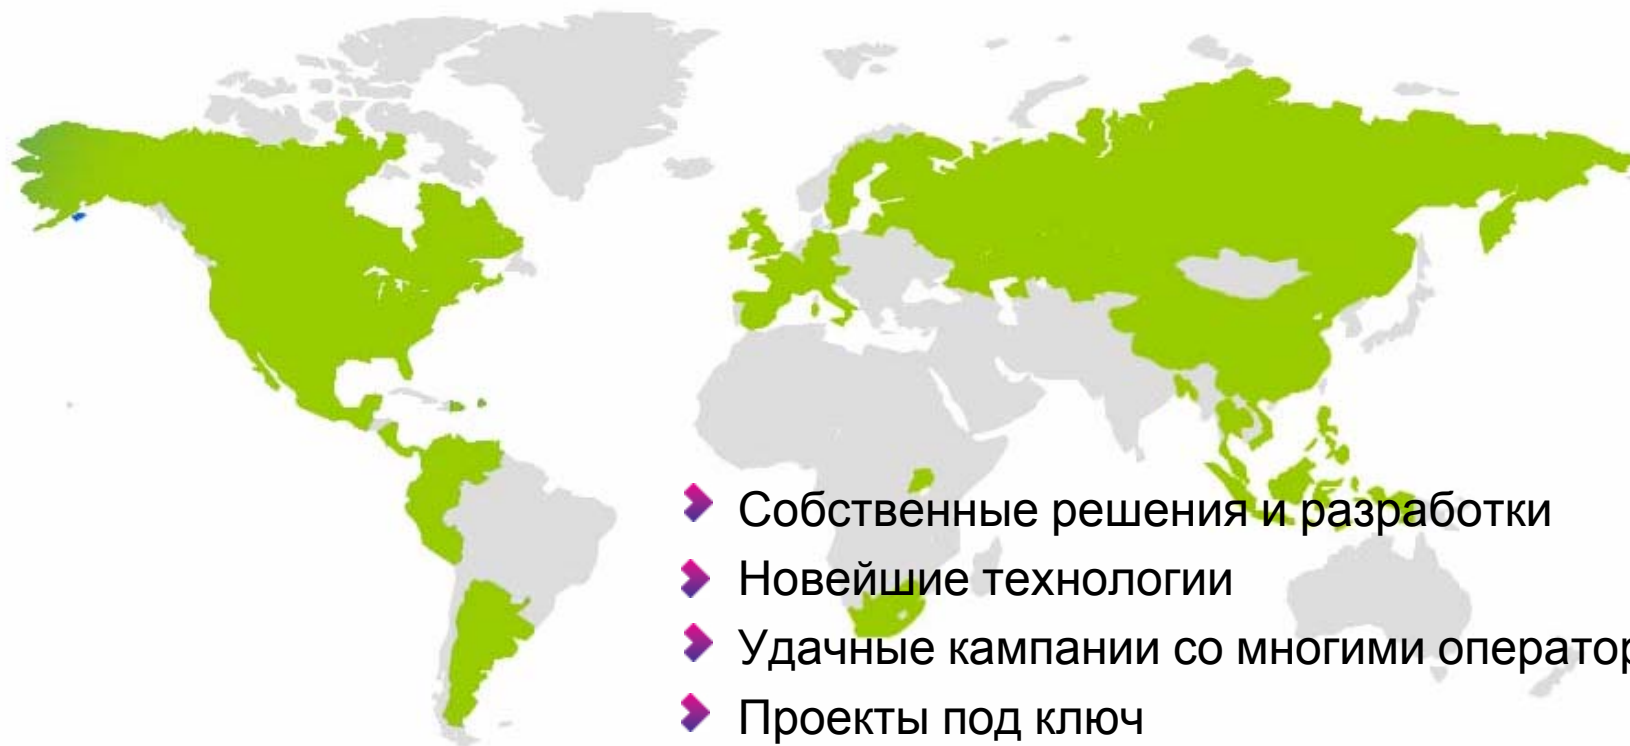 Собственные решения и разработки
Новейшие технологии
Удачные кампании со многими оператор
Проекты под ключ